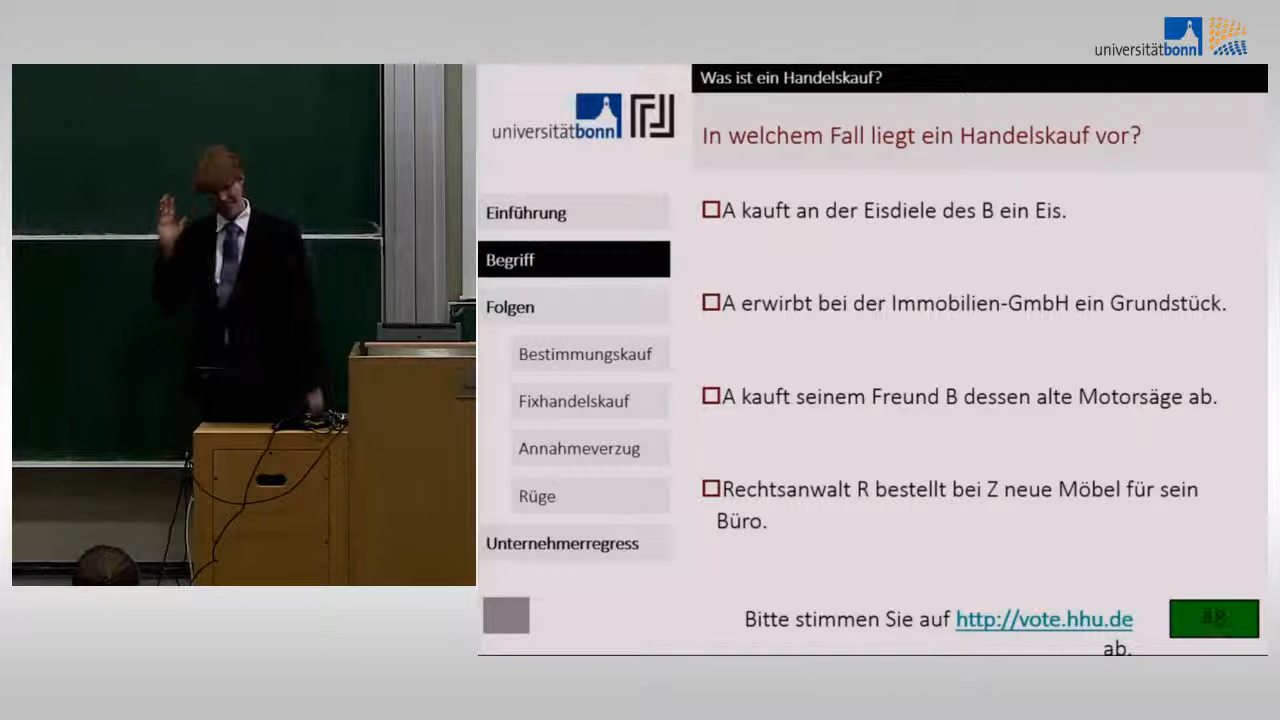 universitätbonn
Was ist ein Handelskauf?
universitätbonn
In welchem Fall liegt ein Handelskauf vor?
Einführung
Begriff
Folgen
Bestimmungskauf
Fixhandelskauf
Annahmeverzug
Rüge
Unternehmerregress
A kauft an der Eisdiele des B ein Eis.
A erwirbt bei der Immobilien-GmbH ein Grundstück.
A kauft seinem Freund B dessen alte Motorsäge ab.
Rechtsanwalt R bestellt bei Z neue Möbel für sein
Büro.
Bitte stimmen Sie auf http://vote.hhu.de
ab.